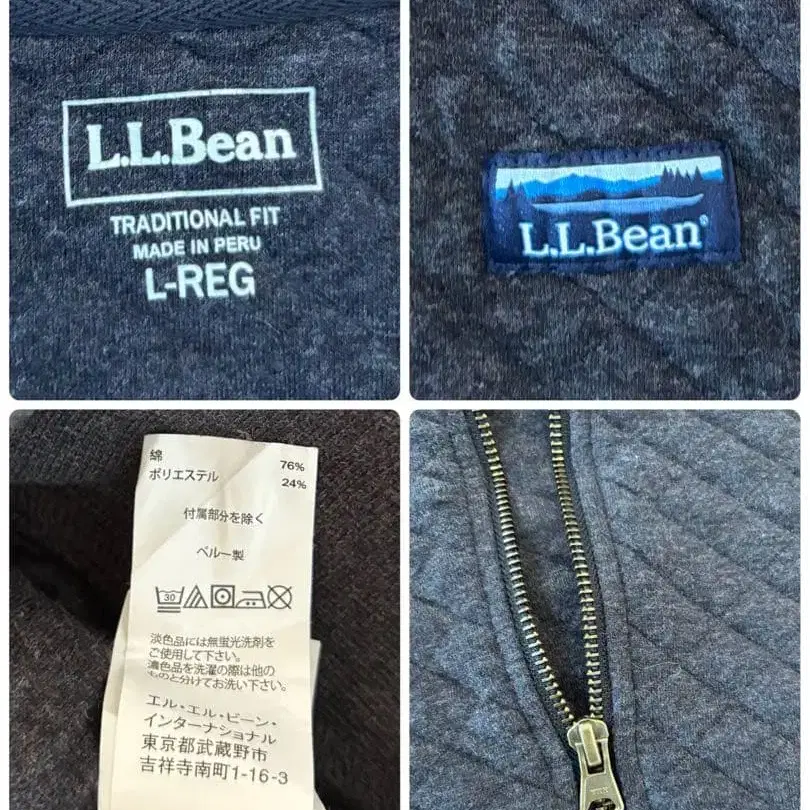 L.L.Bean
TRADITIONAL FIT
MADE IN PERU
L-REG
L.L.Bean®
綿 76%
ポリエステル 24%
付属部分を除く
ペルー製
30
淡色品には無蛍光洗剤を
ご使用して下さい。
濃色品を洗濯の際は他の
ものと分けてお洗い下さい。
エル・エル・ビーン・
インターナショナル
東京都武蔵野市
吉祥寺南町1-16-3